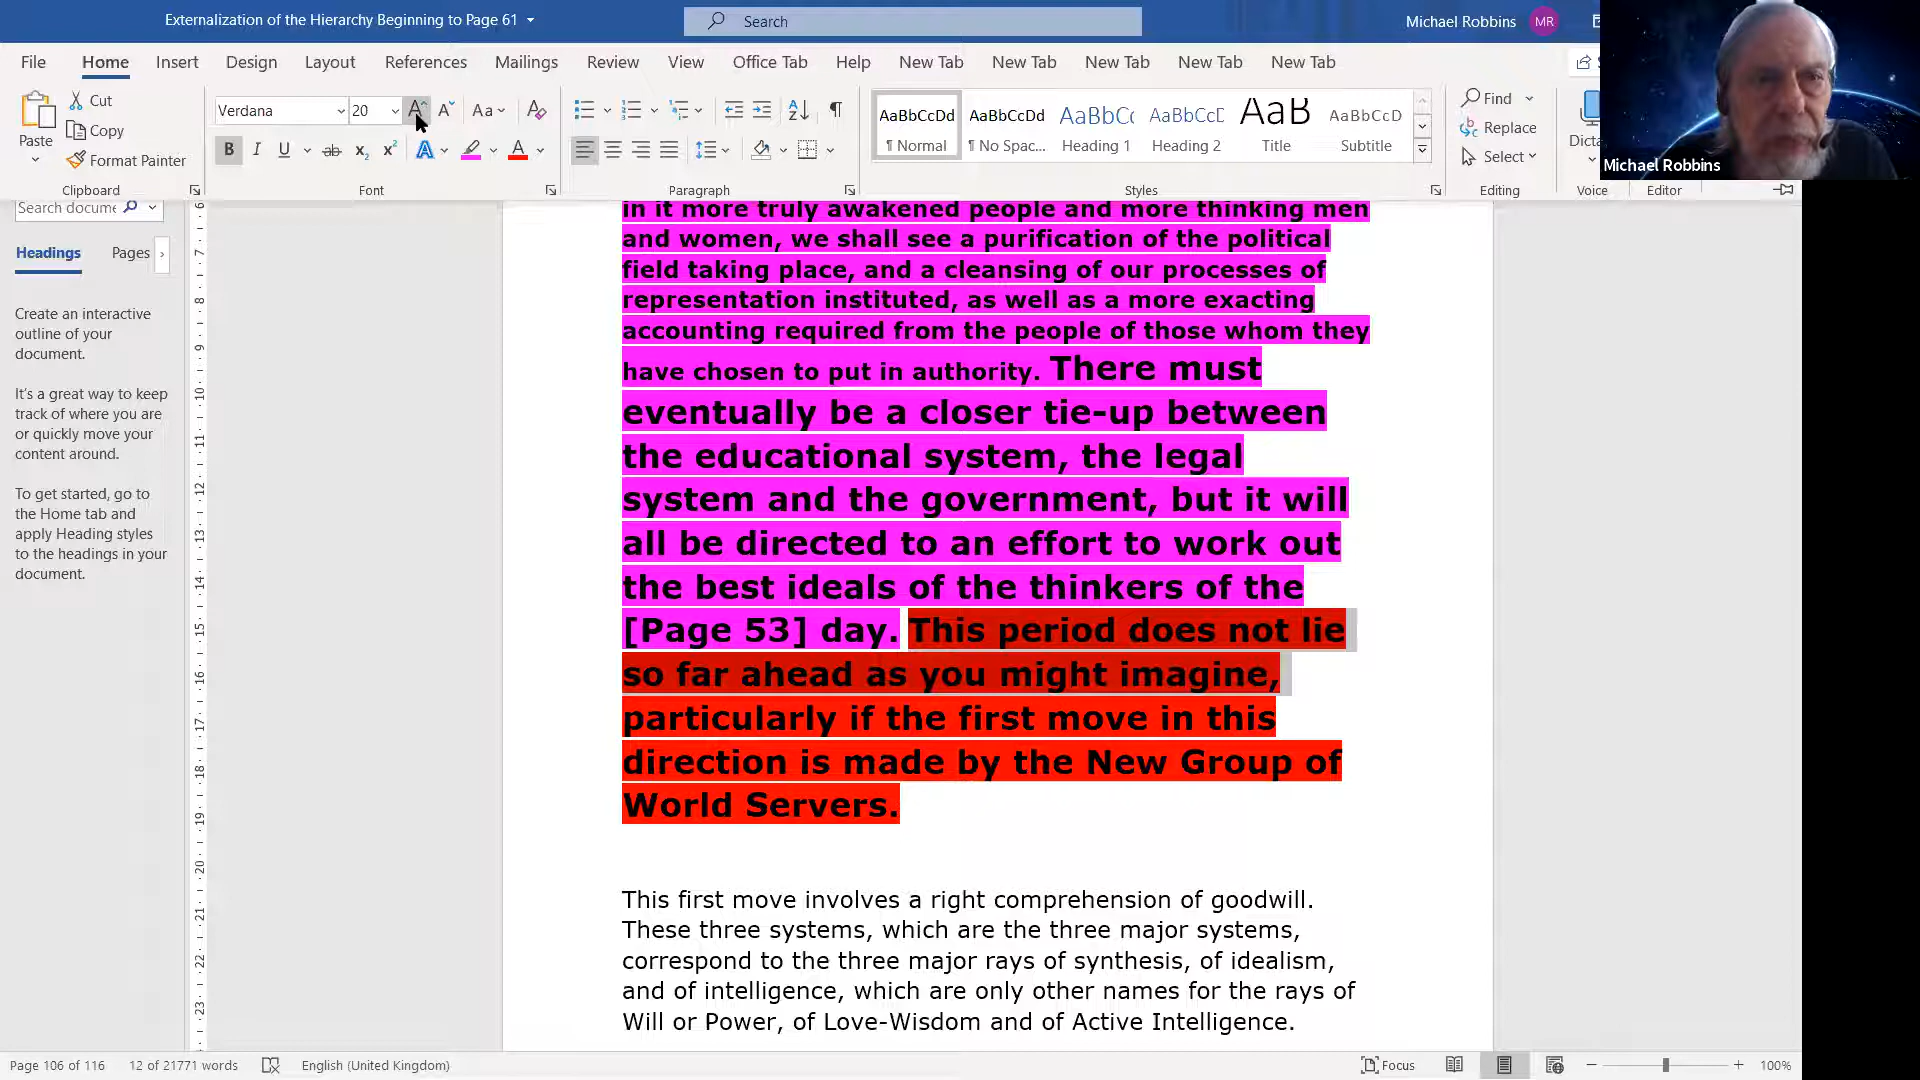 Externalization of the Hierarchy Beginning to Page 61
Search
Michael Robbins
MR
File
Home
Insert
Design
Layout
References
Mailings
Review
View
Office Tab
Help
New Tab
New Tab
New Tab
New Tab
New Tab
Paste
Cut
Copy
Format Painter
Clipboard
Verdana
20
Font
Paragraph
AaBbCcDd
¶ Normal
AaBbCcDd
¶ No Spac...
AaBbCc
Heading 1
AaBbCcD
Heading 2
AaB
Title
AaBbCcD
Subtitle
Styles
Find
Replace
Select
Editing
Dicta
Voice
Editor
Michael Robbins
Search docume
Headings
Pages
Create an interactive
outline of your
document.
It's a great way to keep
track of where you are
or quickly move your
content around.
To get started, go to
the Home tab and
apply Heading styles
to the headings in your
document.
in it more truly awakened people and more thinking men
and women, we shall see a purification of the political
field taking place, and a cleansing of our processes of
representation instituted, as well as a more exacting
accounting required from the people of those whom they
have chosen to put in authority. There must
eventually be a closer tie-up between
the educational system, the legal
system and the government, but it will
all be directed to an effort to work out
the best ideals of the thinkers of the
[Page 53] day. This period does not lie
so far ahead as you might imagine,
particularly if the first move in this
direction is made by the New Group of
World Servers.
This first move involves a right comprehension of goodwill.
These three systems, which are the three major systems,
correspond to the three major rays of synthesis, of idealism,
and of intelligence, which are only other names for the rays of
Will or Power, of Love-Wisdom and of Active Intelligence.
Page 106 of 116
12 of 21771 words
English (United Kingdom)
Focus
100%